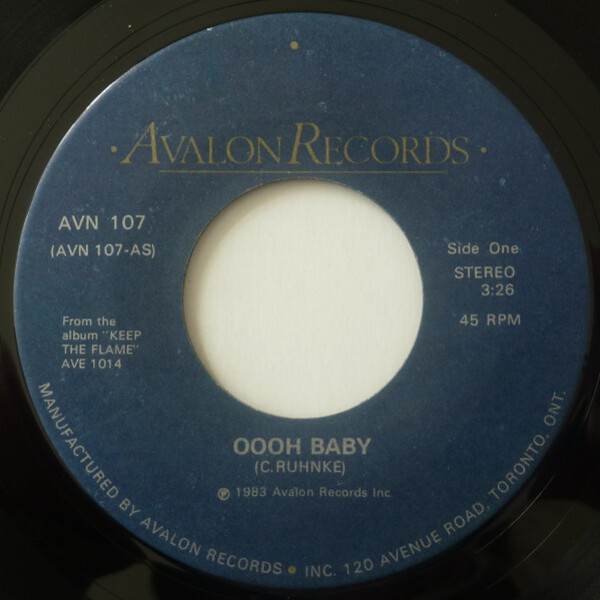 · AVALON RECORDS ·
AVN 107
(AVN 107-AS)
Side One
STEREO
3:26
45 RPM
From the
album "KEEP
THE FLAME"
AVE 1014
OOOH BABY
(C. RUHNKE)
℗ 1983 Avalon Records Inc.
MANUFACTURED BY AVALON RECORDS • INC. 120 AVENUE ROAD, TORONTO, ONT.